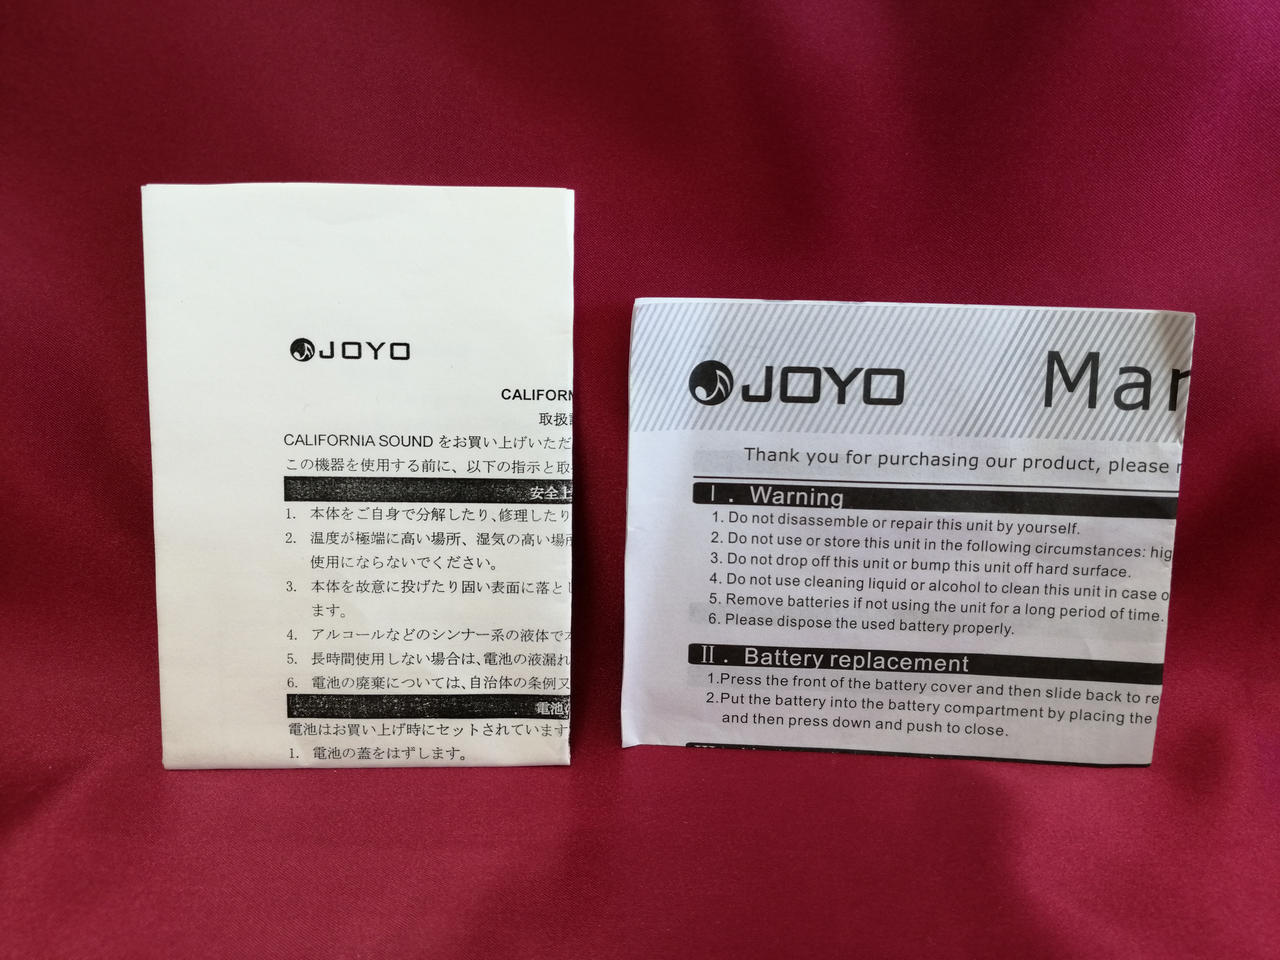 JOYO
取扱
CALIFORNIA SOUND をお買い上げいただ
この機器を使用する前に、以下の指示と取
安全上
1. 本体をご自身で分解したり、修理したり
2. 温度が極端に高い場所、湿気の高い場所
使用にならないでください。
3. 本体を故意に投げたり固い表面に落と
ます。
4. アルコールなどのシンナー系の液体で
5. 長時間使用しない場合は、電池の液漏れ
6. 電池の廃棄については、自治体の条例又
電池
電池はお買い上げ時にセットされています
1. 電池の蓋をはずします。
JOYO
Thank you for purchasing our product, please
I. Warning
1. Do not disassemble or repair this unit by yourself.
2. Do not use or store this unit in the following circumstances:
3. Do not drop off this unit or bump this unit off hard surface.
4. Do not use cleaning liquid or alcohol to clean this unit in case
5. Remove batteries if not using the unit for a long period of time.
6. Please dispose the used battery properly.
II. Battery replacement
1.Press the front of the battery cover and then slide back to re
2.Put the battery into the battery compartment by placing the
and then press down and push to close.